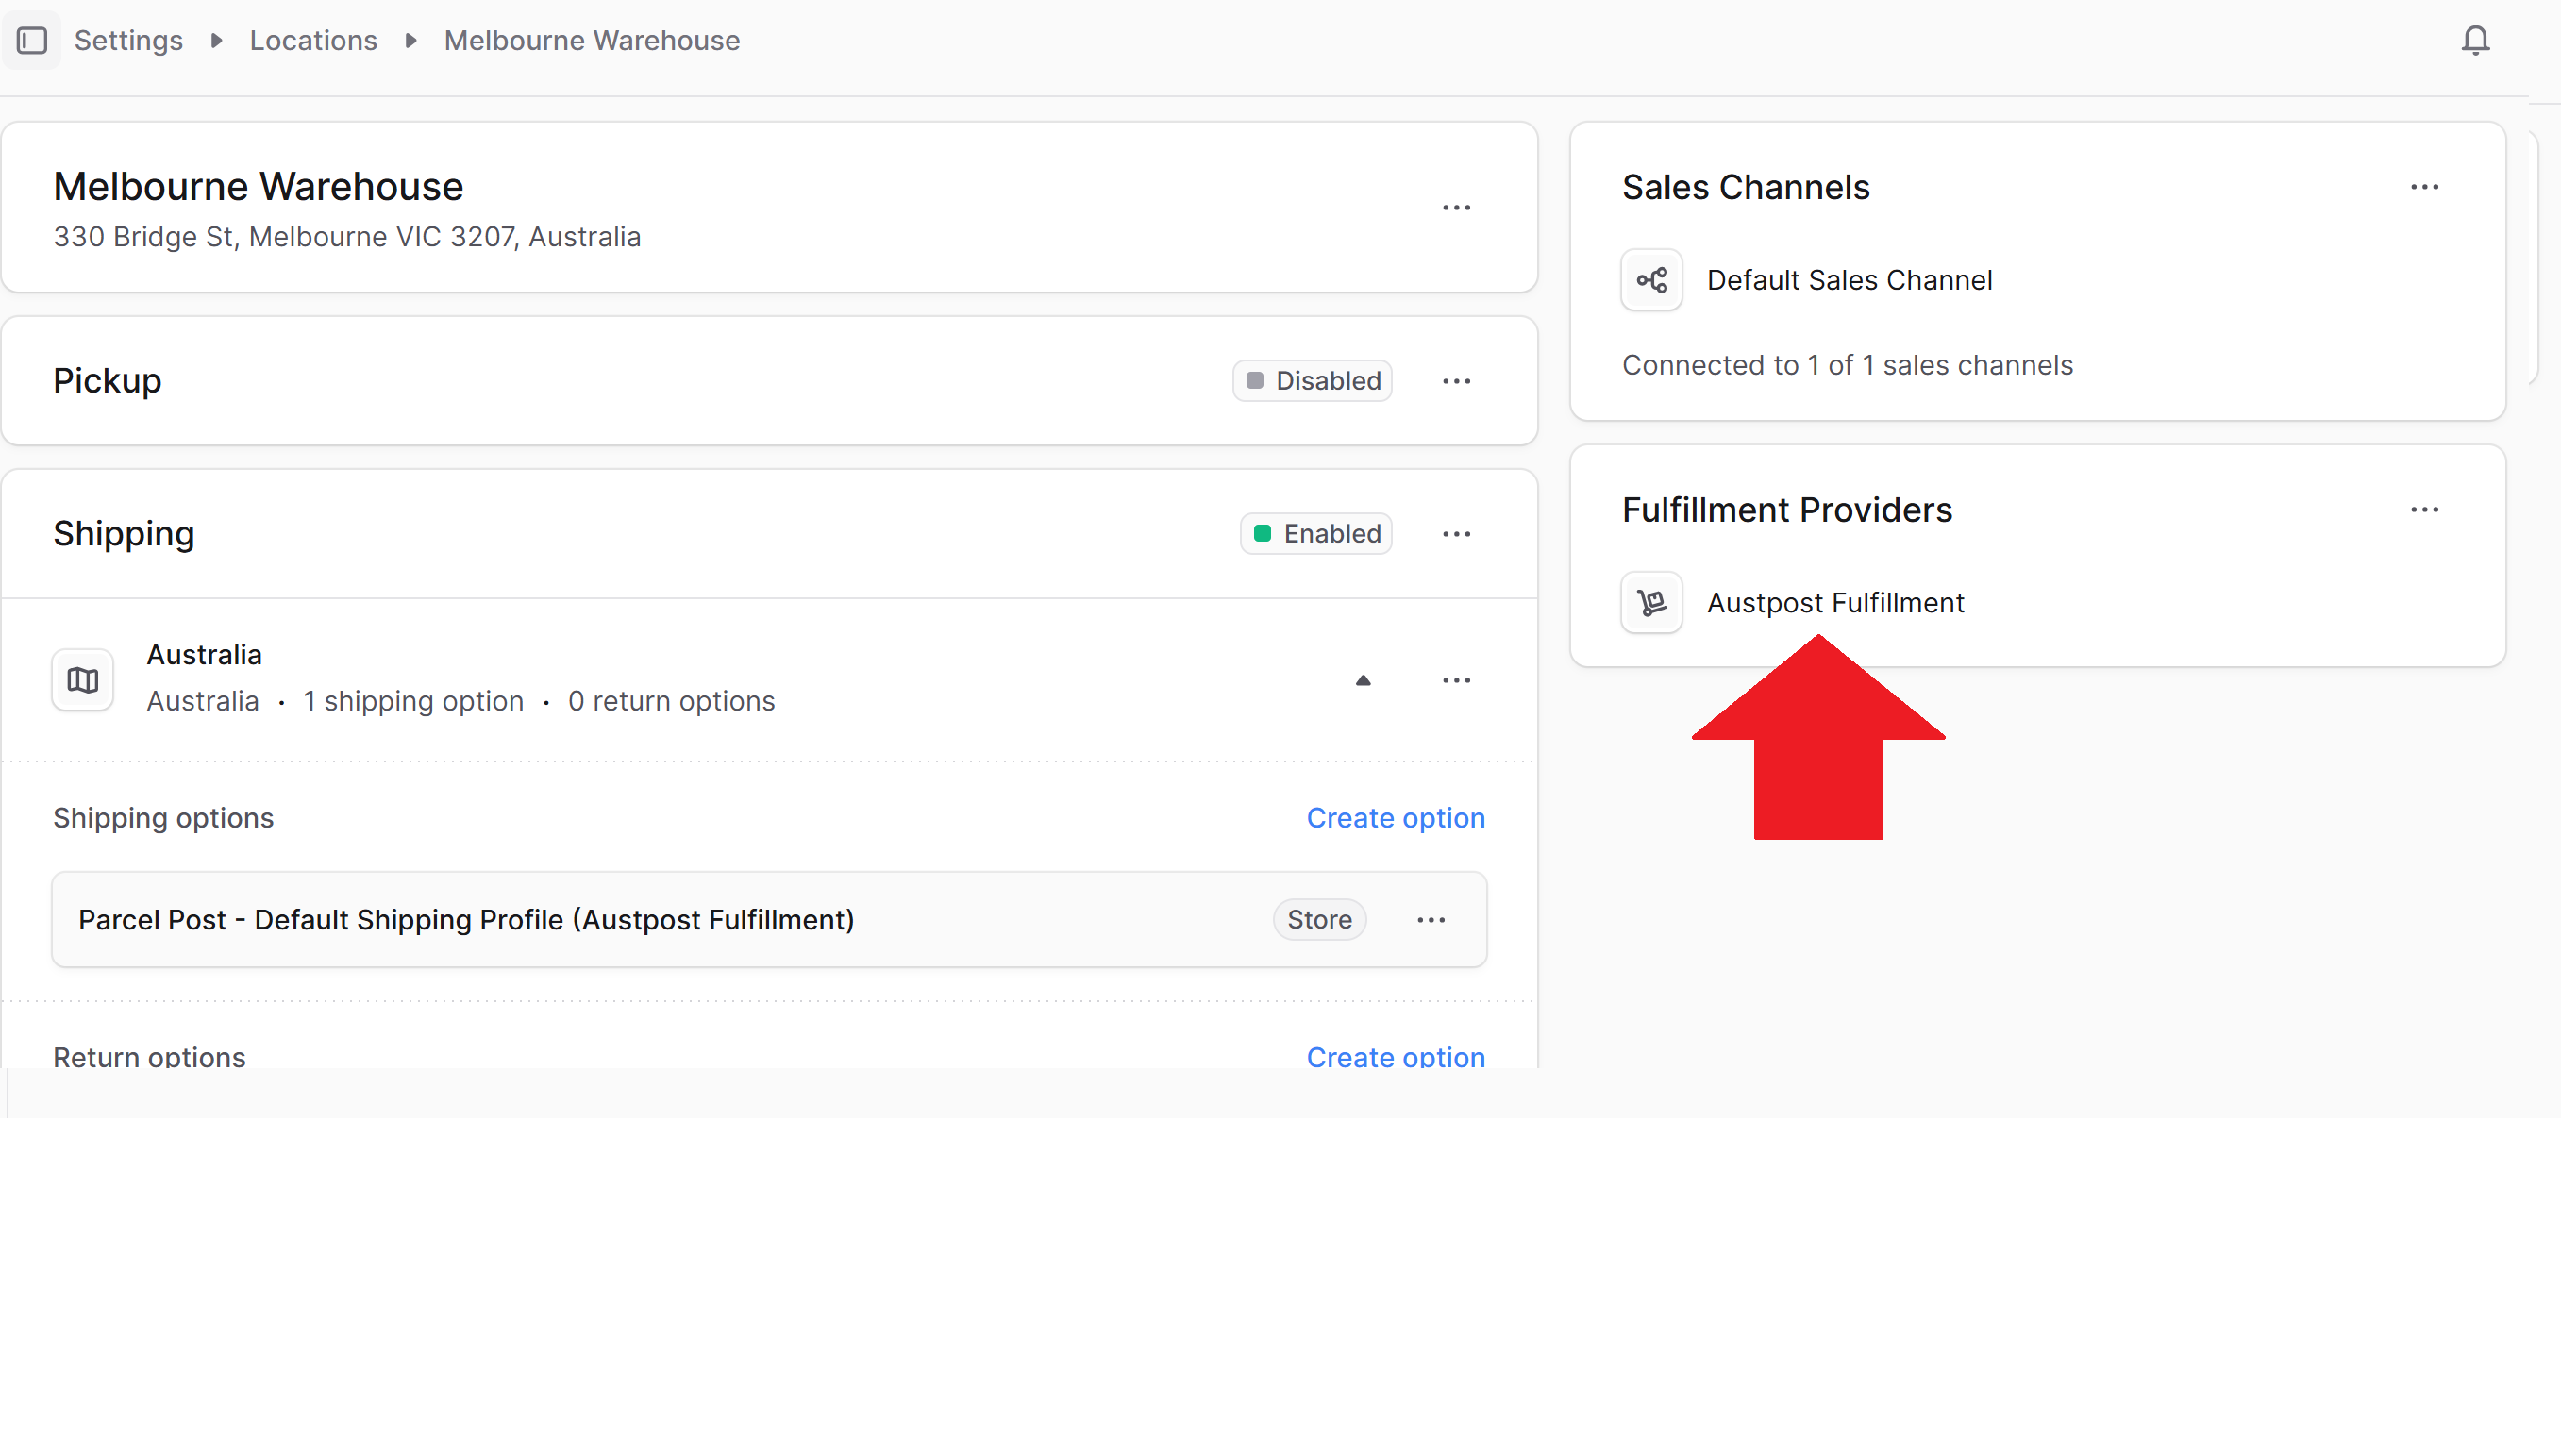 Settings Locations Melbourne Warehouse
Melbourne Warehouse
330 Bridge St, Melbourne VIC 3207, Australia
Pickup
Disabled
Shipping
Enabled
Australia
Australia · 1 shipping option · 0 return options
Shipping options
Create option
Parcel Post - Default Shipping Profile (Austpost Fulfillment)
Store
Return options
Create option
Sales Channels
Default Sales Channel
Connected to 1 of 1 sales channels
Fulfillment Providers
Austpost Fulfillment